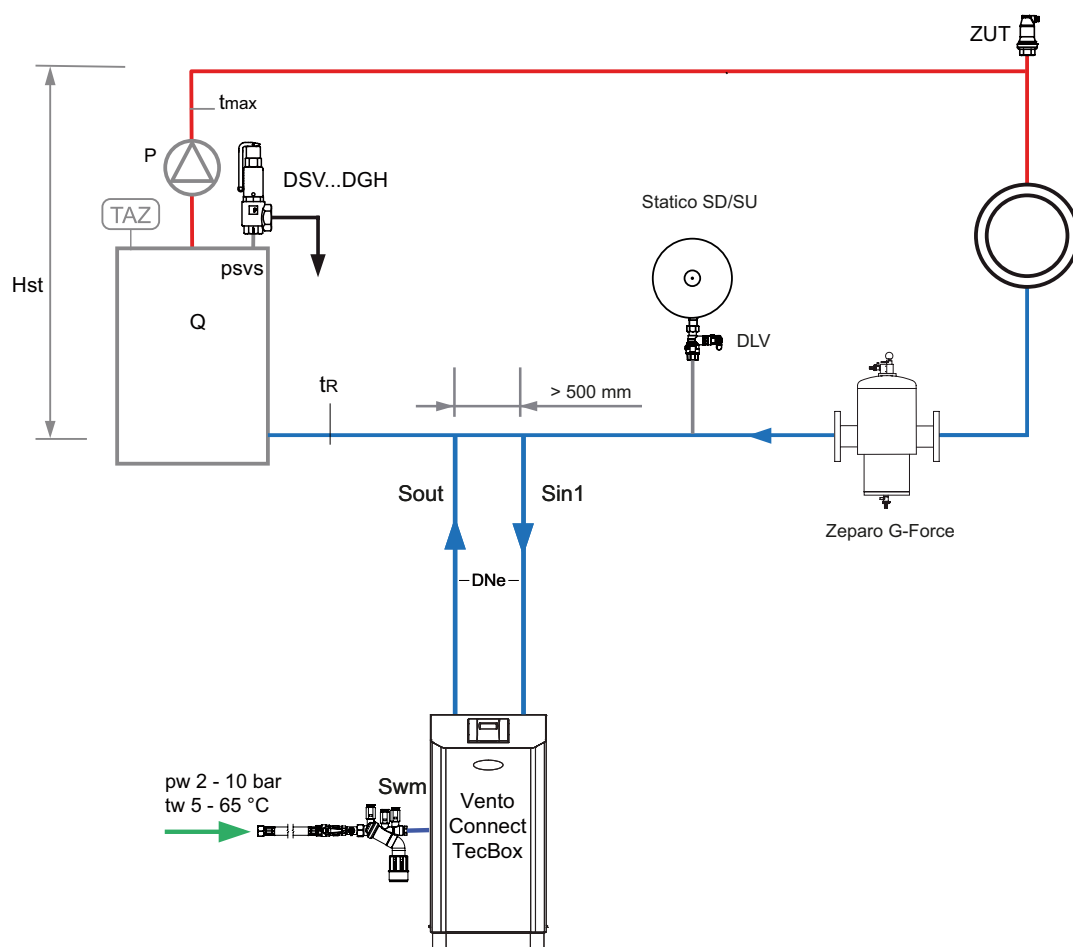 ZUT
tmax
P
DSV...DGH
TAZ
Statico SD/SU
psvs
Hst
Q
DLV
tR
> 500 mm
Sout
Sin1
Zeparo G-Force
DNe
pw 2 - 10 bar
tw 5 - 65 °C
Swm
Vento
Connect
TecBox